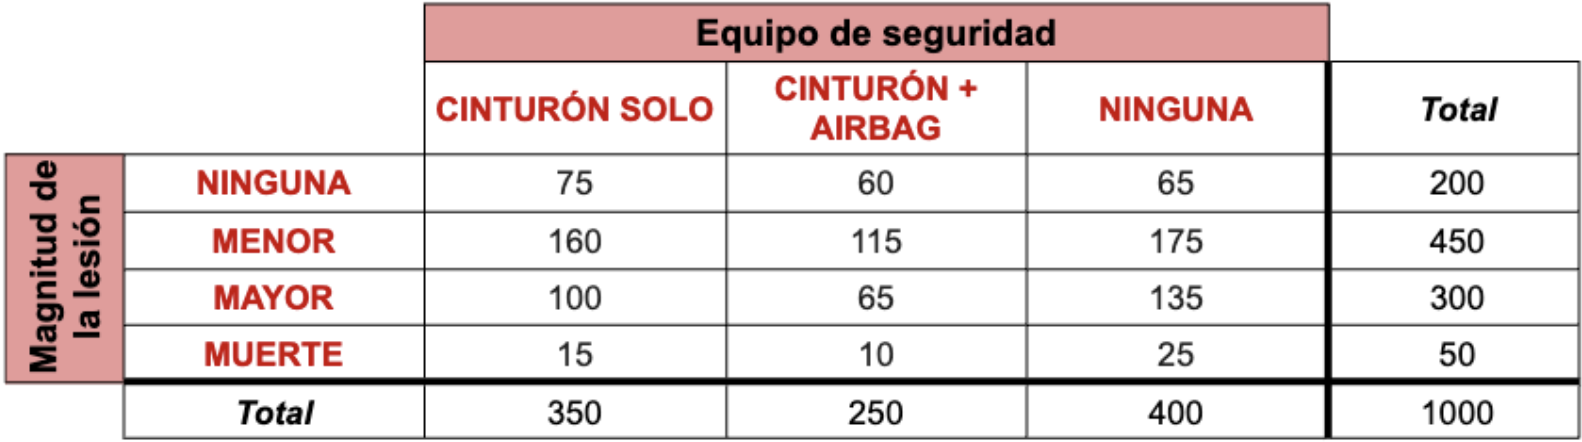 Equipo de seguridad
CINTURÓN SOLO
CINTURÓN +
AIRBAG
NINGUNA
Total
Magnitud de
la lesión
NINGUNA 75 60 65 200
MENOR 160 115 175 450
MAYOR 100 65 135 300
MUERTE 15 10 25 50
Total 350 250 400 1000